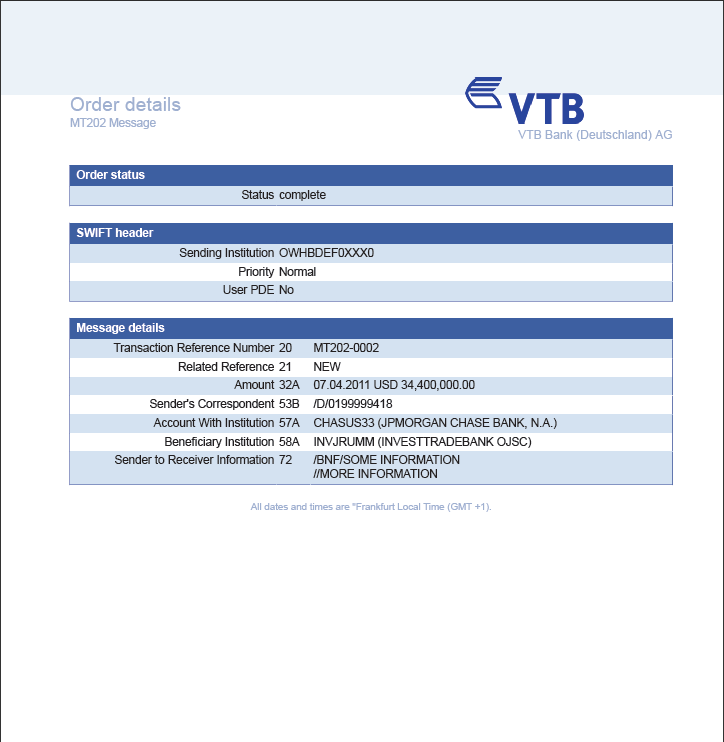 Order details
MT202 Message
VTB
VTB Bank (Deutschland) AG
Order status
Status complete
SWIFT header
Sending Institution OWHBDEF0XXX0
Priority Normal
User PDE No
Message details
Transaction Reference Number 20 MT202-0002
Related Reference 21 NEW
Amount 32A 07.04.2011 USD 34,400,000.00
Sender's Correspondent 53B /D/0199999418
Account With Institution 57A CHASUS33 (JPMORGAN CHASE BANK, N.A.)
Beneficiary Institution 58A INVJRUMM (INVESTTRADEBANK OJSC)
Sender to Receiver Information 72 /BNF/SOME INFORMATION
//MORE INFORMATION
All dates and times are "Frankfurt Local Time (GMT +1).